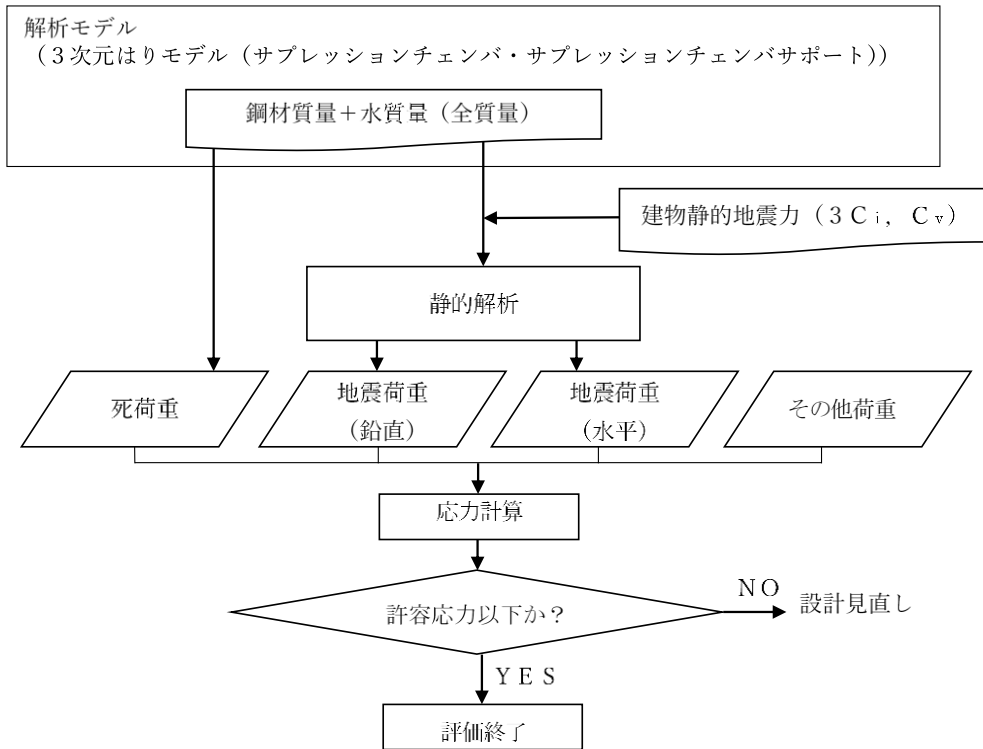 解析モデル
（３次元はりモデル（サプレッションチェンバ・サプレッションチェンバサポート））
鋼材質量＋水質量（全質量）
建物静的地震力（３Ｃｉ，Ｃｖ）
静的解析
死荷重
地震荷重
（鉛直）
地震荷重
（水平）
その他荷重
応力計算
許容応力以下か？
ＮＯ
設計見直し
ＹＥＳ
評価終了